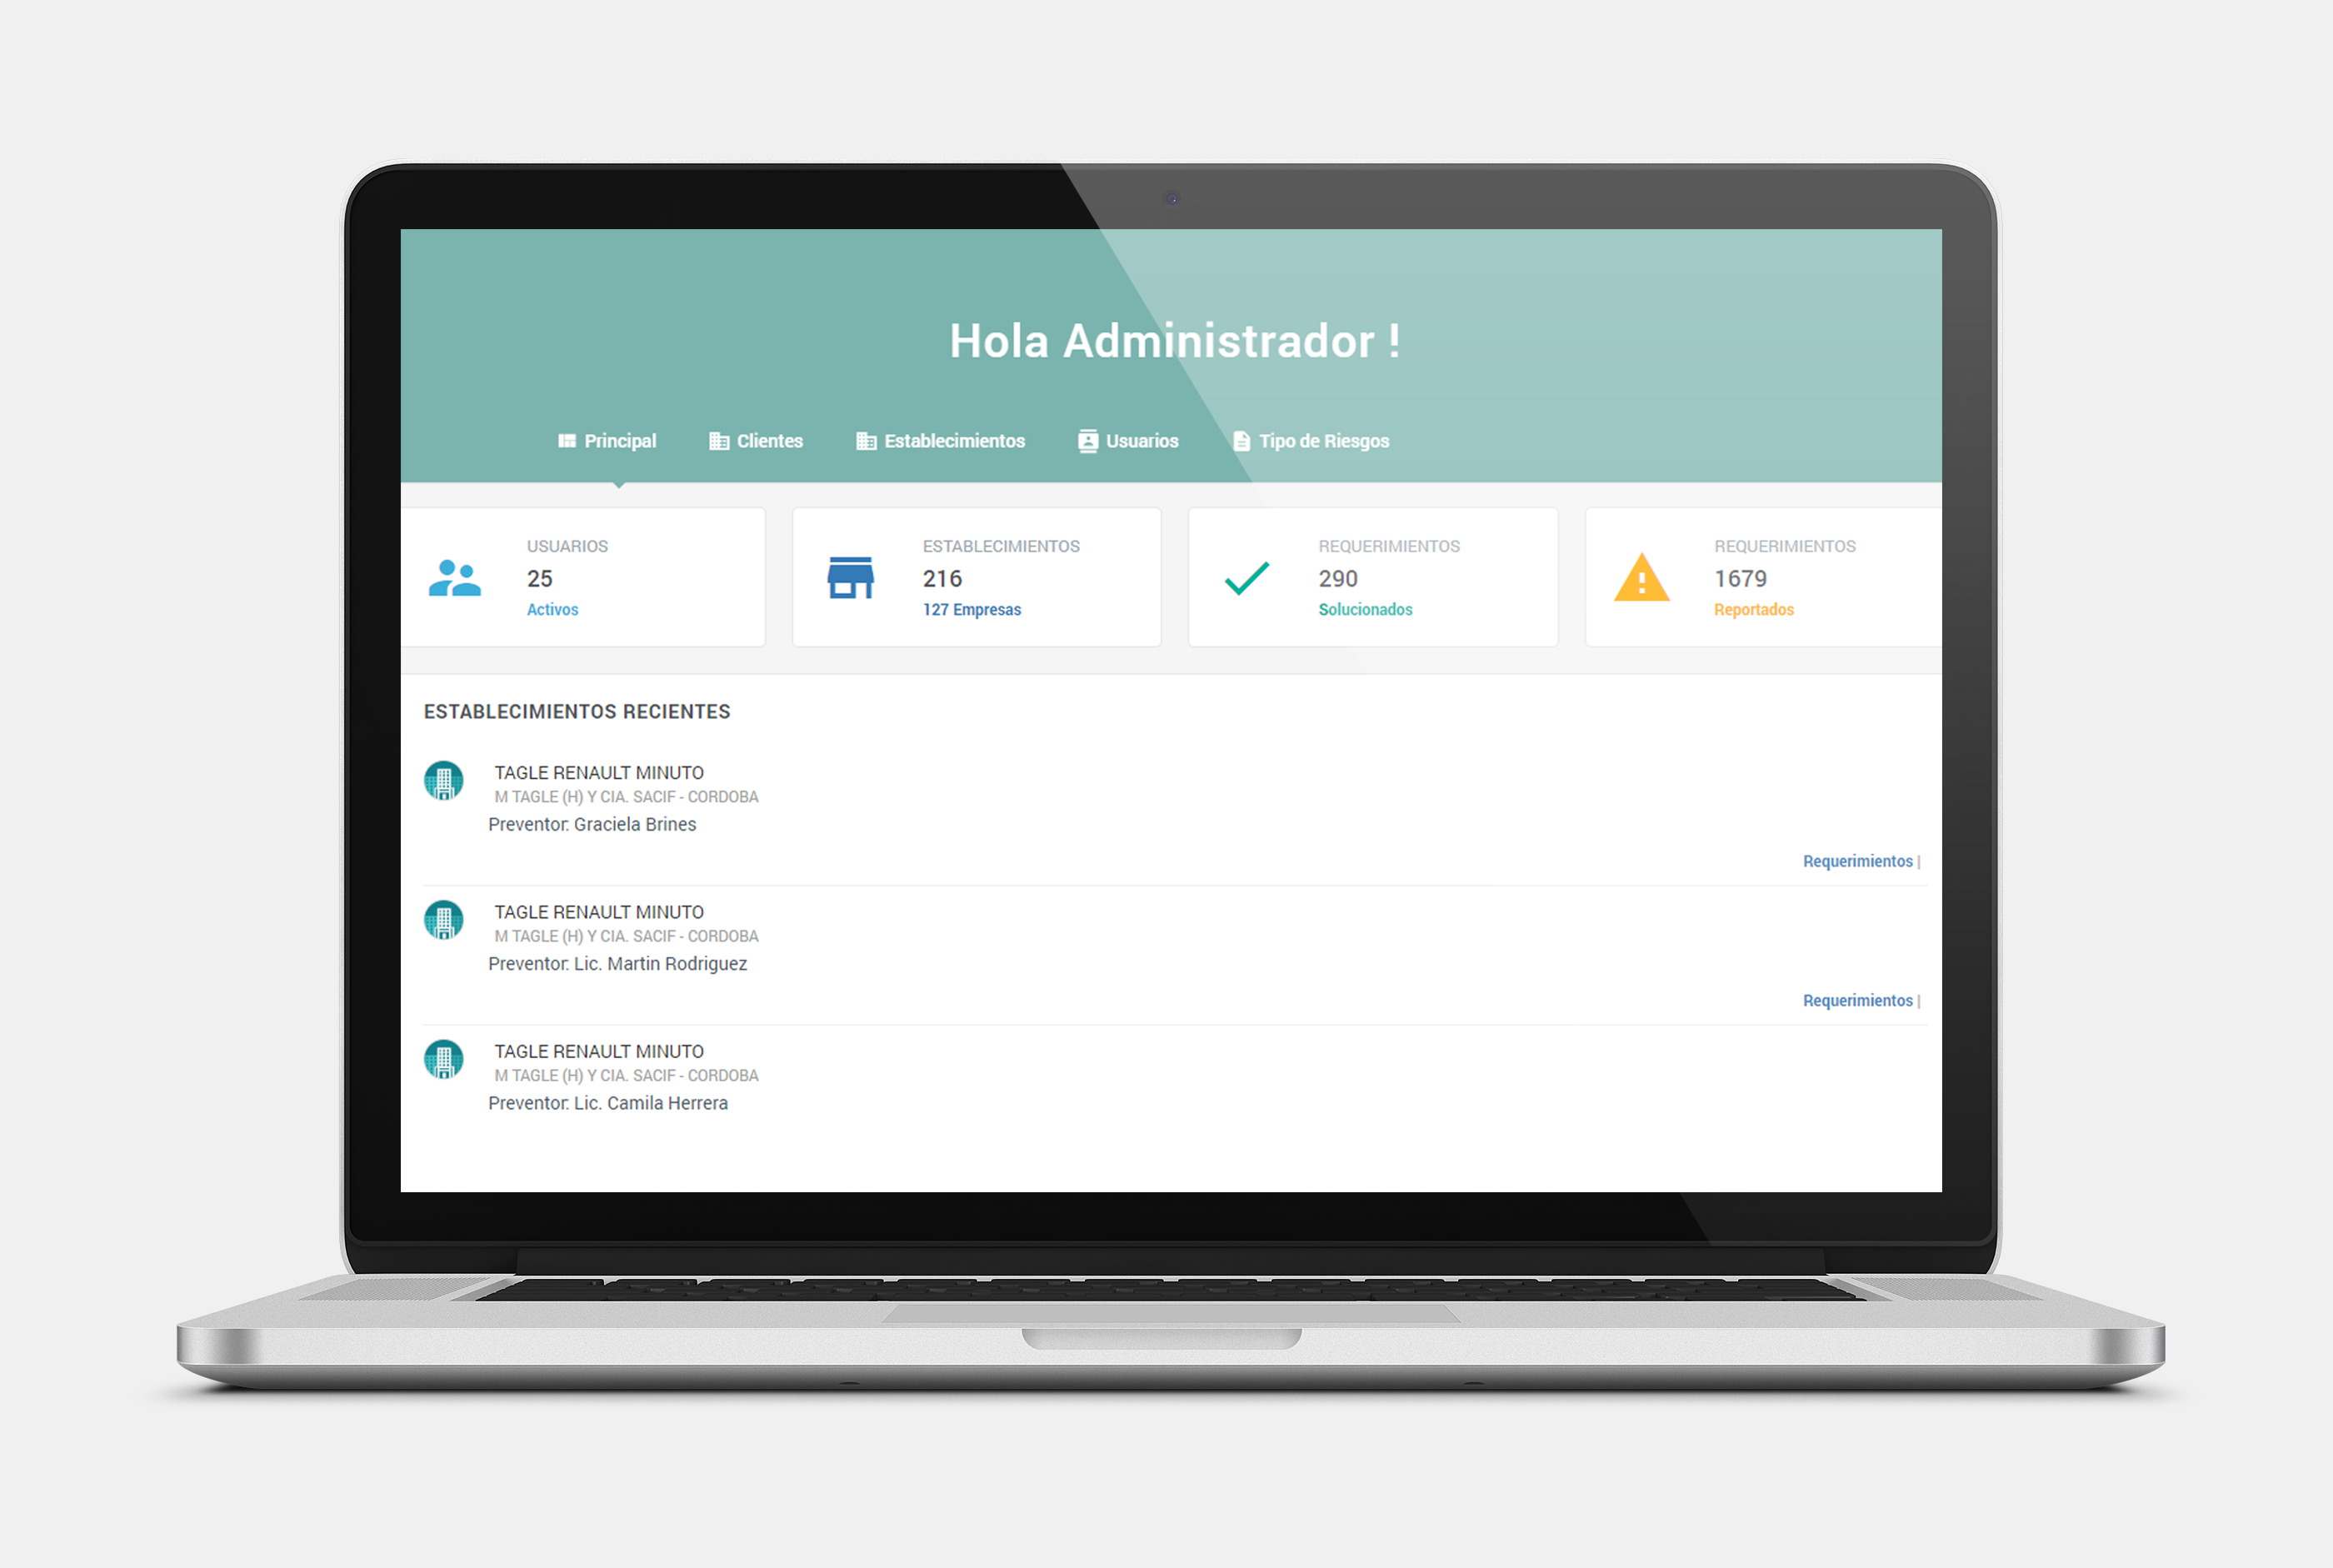 Hola Administrador !
Principal Clientes Establecimientos Usuarios Tipo de Riesgos
USUARIOS
25
Activos
ESTABLECIMIENTOS
216
127 Empresas
REQUERIMIENTOS
290
Solucionados
REQUERIMIENTOS
1679
Reportados
ESTABLECIMIENTOS RECIENTES
TAGLE RENAULT MINUTO
M TAGLE (H) Y CIA. SACIF - CORDOBA
Preventor: Graciela Brines
Requerimientos |
TAGLE RENAULT MINUTO
M TAGLE (H) Y CIA. SACIF - CORDOBA
Preventor: Lic. Martin Rodriguez
Requerimientos |
TAGLE RENAULT MINUTO
M TAGLE (H) Y CIA. SACIF - CORDOBA
Preventor: Lic. Camila Herrera